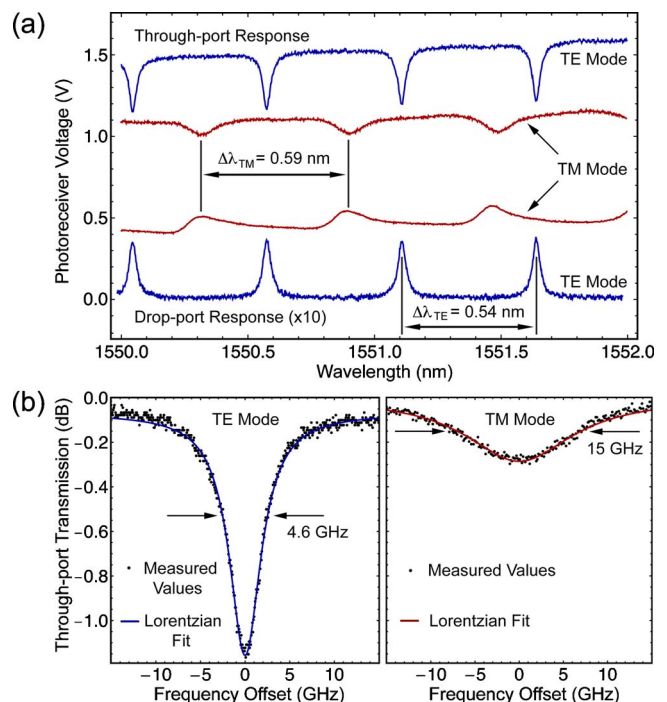 (a)
Through-port Response
TE Mode
Δλ_TM = 0.59 nm
TM Mode
TE Mode
Drop-port Response (x10)
Δλ_TE = 0.54 nm
Photoreceiver Voltage (V)
1.5
1.0
0.5
0.0
1550.0 1550.5 1551.0 1551.5 1552.0
Wavelength (nm)
(b)
Through-port Transmission (dB)
0.0
−0.2
−0.4
−0.6
−0.8
−1.0
TE Mode
4.6 GHz
Measured
Values
Lorentzian
Fit
−10 −5 0 5 10
Frequency Offset (GHz)
TM Mode
15 GHz
Measured Values
Lorentzian Fit
−10 −5 0 5 10
Frequency Offset (GHz)